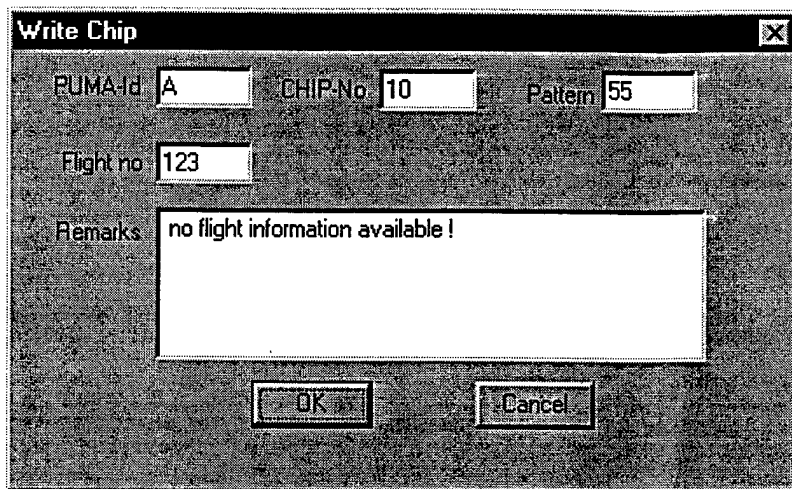 Write Chip
PUMA-Id A CHIP-No 10 Pattern 55
Flight no 123
Remarks no flight information available !
OK Cancel